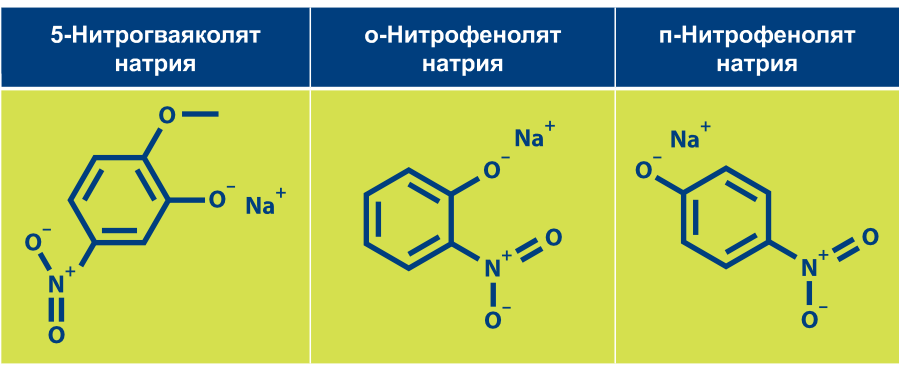 5-Нитрогваяколят
натрия
о-Нитрофенолят
натрия
п-Нитрофенолят
натрия
O
O⁻
Na⁺
O⁻
N⁺
O
Na⁺
O⁻
N⁺
O
O⁻
Na⁺
O⁻
N⁺
O
O⁻